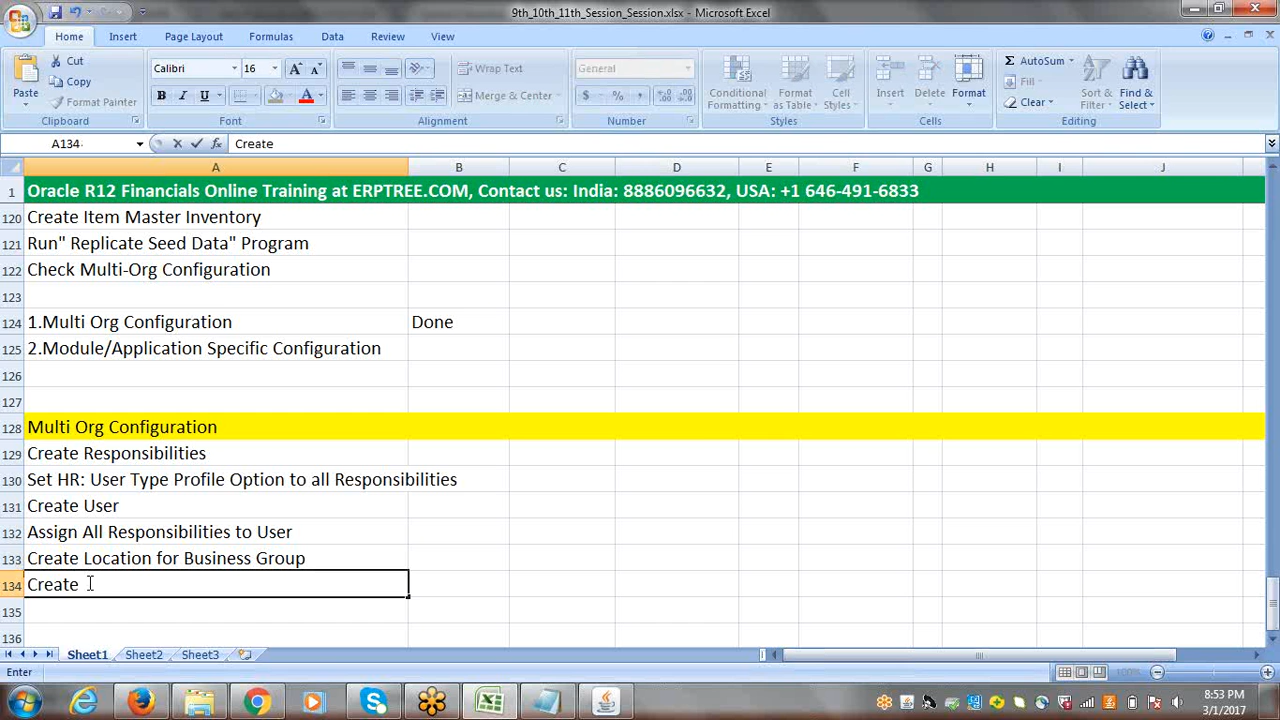 9th_10th_11th_Session_Session.xlsx - Microsoft Excel
Home Insert Page Layout Formulas Data Review View
Paste Cut Copy Format Painter Clipboard
Calibri 16 Font
Wrap Text Merge & Center Alignment
General $ % , Number
Conditional Formatting Format as Table Cell Styles Styles
Insert Delete Format Cells
Σ AutoSum Fill Clear Sort & Filter Find & Select Editing
A134 fx Create
A B C D E F G H I J
1 Oracle R12 Financials Online Training at ERPTREE.COM, Contact us: India: 8886096632, USA: +1 646-491-6833
120 Create Item Master Inventory
121 Run" Replicate Seed Data" Program
122 Check Multi-Org Configuration
123
124 1.Multi Org Configuration Done
125 2.Module/Application Specific Configuration
126
127
128 Multi Org Configuration
129 Create Responsibilities
130 Set HR: User Type Profile Option to all Responsibilities
131 Create User
132 Assign All Responsibilities to User
133 Create Location for Business Group
134 Create
135
136
Sheet1 Sheet2 Sheet3
Enter 100%
8:53 PM
3/1/2017